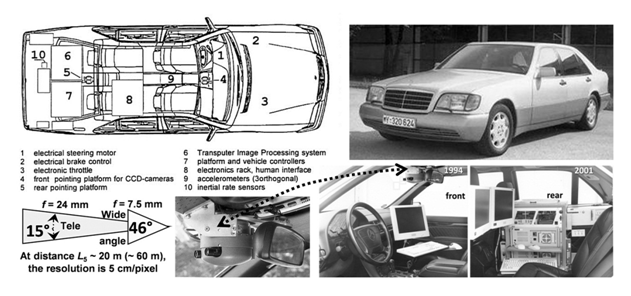 10
6
5
7
8
9
1
4
2
3
1 electrical steering motor
2 electrical brake control
3 electronic throttle
4 front pointing platform for CCD-cameras
5 rear pointing platform
6 Transputer Image Processing system
7 platform and vehicle controllers
8 electronics rack, human interface
9 accelerometers (3orthogonal)
10 inertial rate sensors
f = 24 mm f = 7.5 mm
Wide
15° Tele 46°
angle
At distance L5 ~ 20 m (~ 60 m),
the resolution is 5 cm/pixel
1994
front
2001
rear